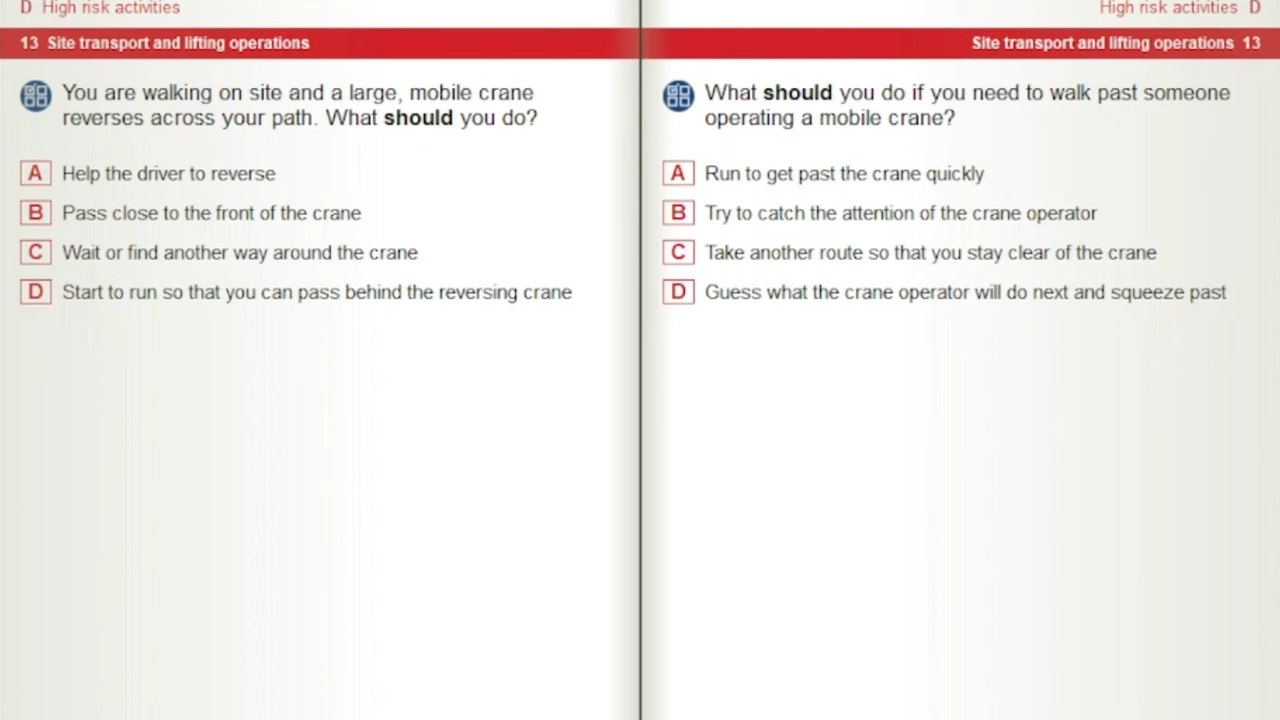 D High risk activities
13 Site transport and lifting operations
You are walking on site and a large, mobile crane
reverses across your path. What should you do?
A Help the driver to reverse
B Pass close to the front of the crane
C Wait or find another way around the crane
D Start to run so that you can pass behind the reversing crane
High risk activities D
Site transport and lifting operations 13
What should you do if you need to walk past someone
operating a mobile crane?
A Run to get past the crane quickly
B Try to catch the attention of the crane operator
C Take another route so that you stay clear of the crane
D Guess what the crane operator will do next and squeeze past